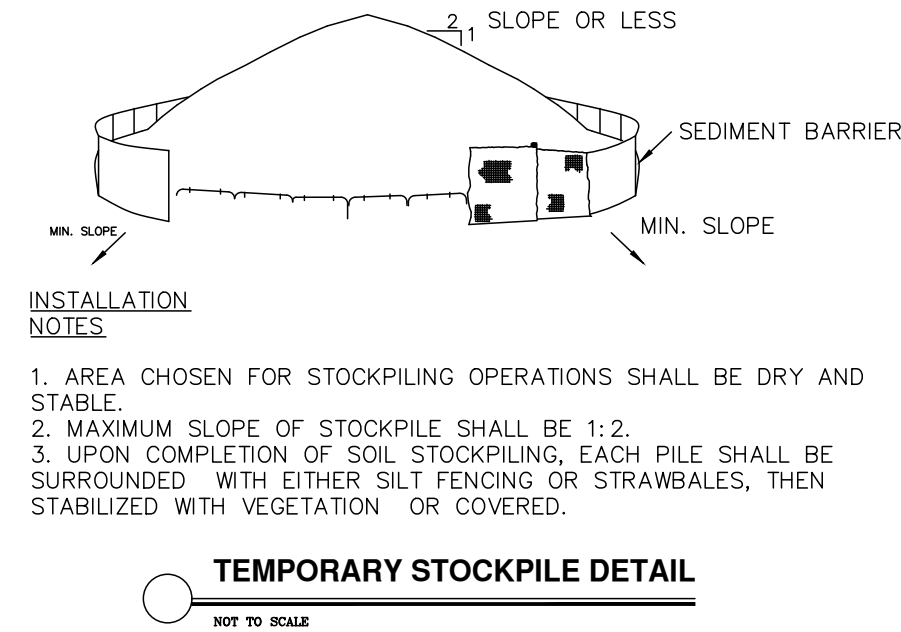 2 SLOPE OR LESS
1
SEDIMENT BARRIER
MIN. SLOPE
MIN. SLOPE
INSTALLATION
NOTES
1. AREA CHOSEN FOR STOCKPILING OPERATIONS SHALL BE DRY AND
STABLE.
2. MAXIMUM SLOPE OF STOCKPILE SHALL BE 1:2.
3. UPON COMPLETION OF SOIL STOCKPILING, EACH PILE SHALL BE
SURROUNDED WITH EITHER SILT FENCING OR STRAWBALES, THEN
STABILIZED WITH VEGETATION OR COVERED.
TEMPORARY STOCKPILE DETAIL
NOT TO SCALE